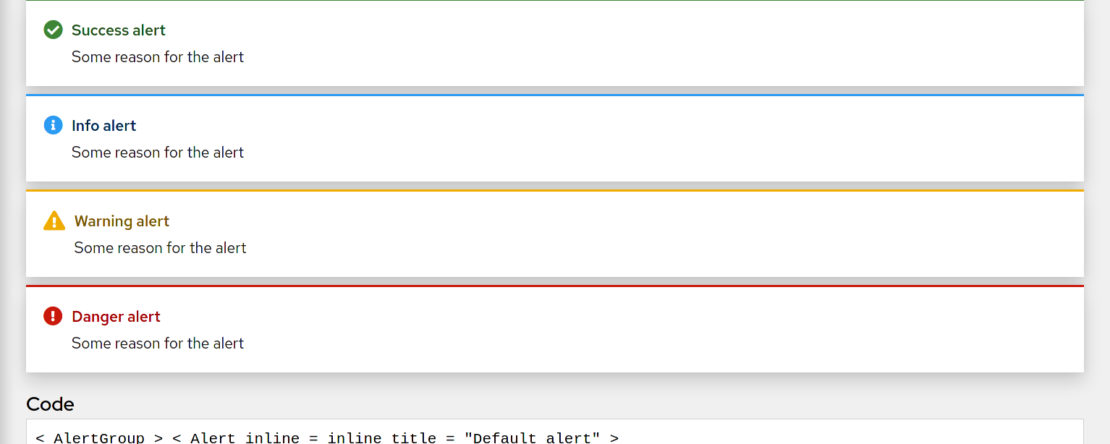 Success alert
Some reason for the alert
Info alert
Some reason for the alert
Warning alert
Some reason for the alert
Danger alert
Some reason for the alert
Code
< AlertGroup > < Alert inline = inline title = "Default alert" >